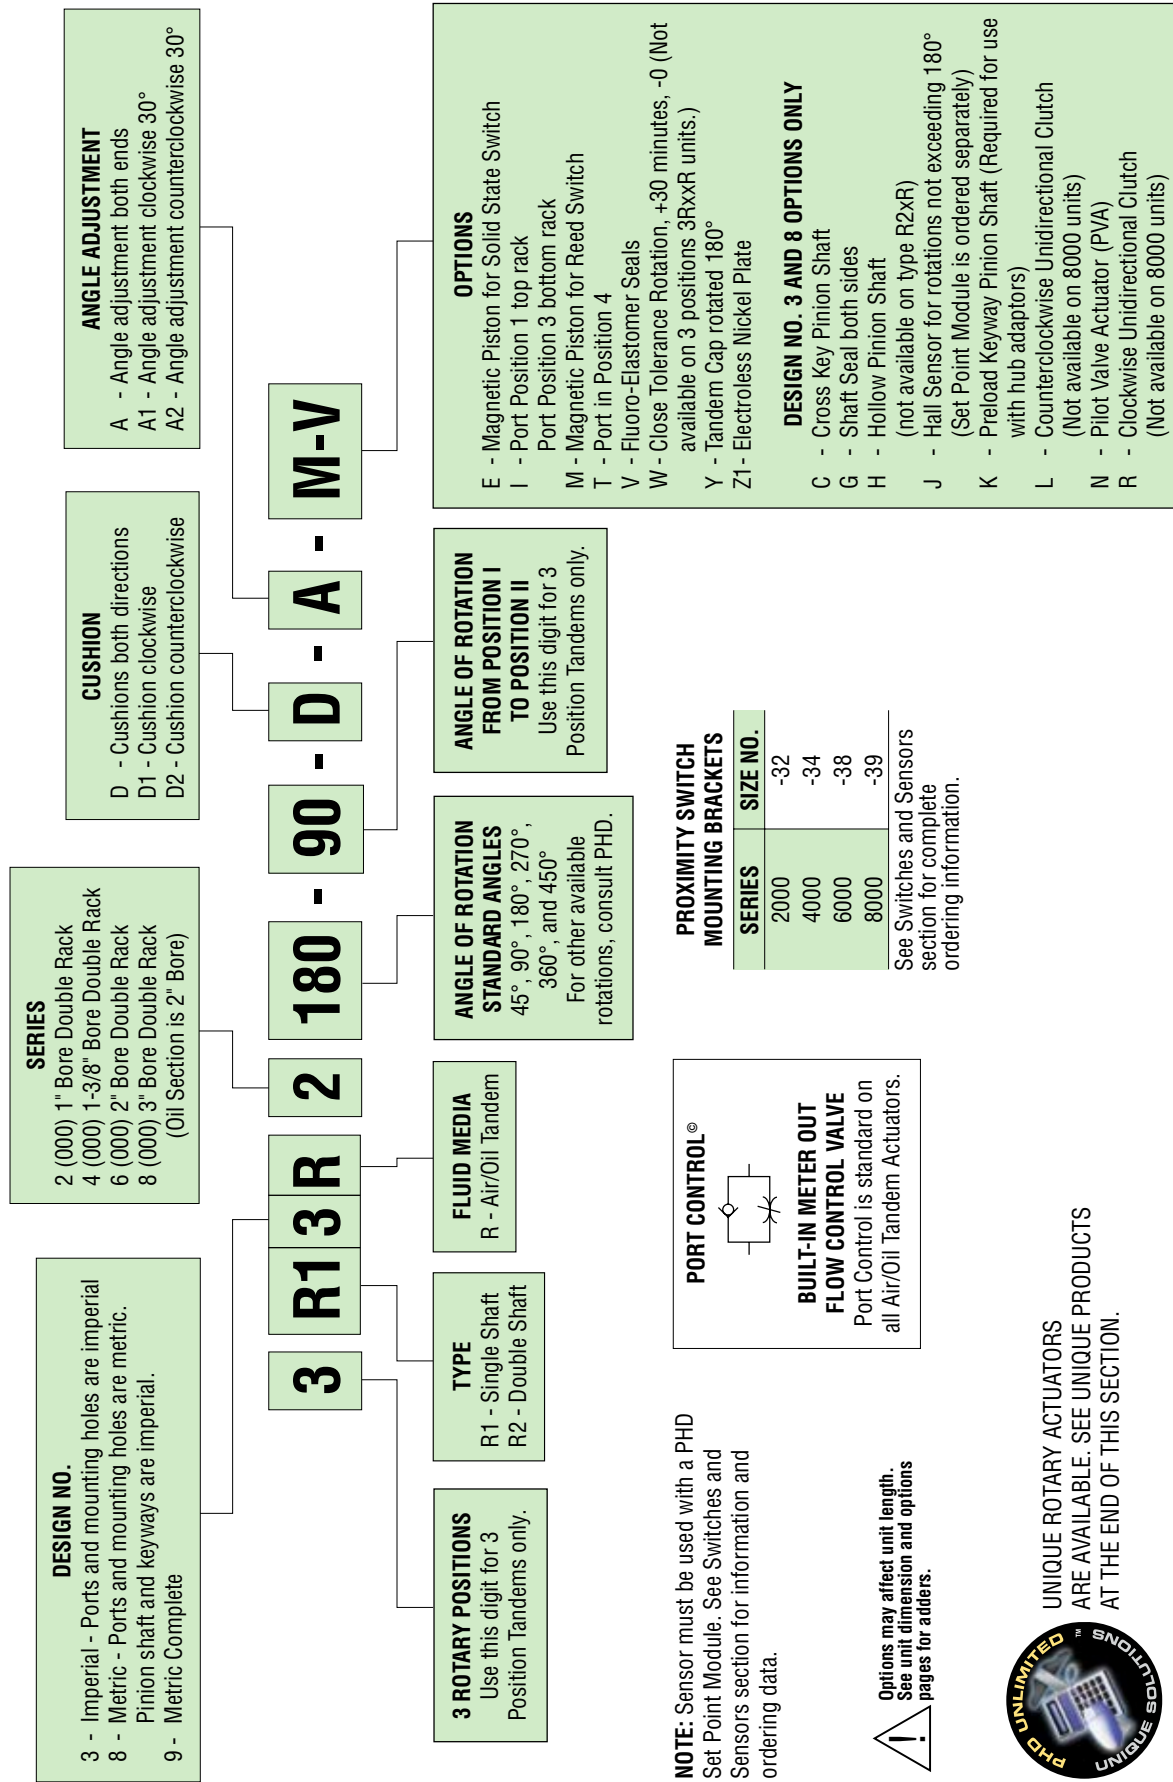 DESIGN NO.
3 - Imperial - Ports and mounting holes are imperial
8 - Metric - Ports and mounting holes are metric.
Pinion shaft and keyways are imperial.
9 - Metric Complete
SERIES
2 (000) 1" Bore Double Rack
4 (000) 1-3/8" Bore Double Rack
6 (000) 2" Bore Double Rack
8 (000) 3" Bore Double Rack
(Oil Section is 2" Bore)
CUSHION
D - Cushions both directions
D1 - Cushion clockwise
D2 - Cushion counterclockwise
ANGLE ADJUSTMENT
A - Angle adjustment both ends
A1 - Angle adjustment clockwise 30°
A2 - Angle adjustment counterclockwise 30°
3 R1 3 R 2 180 - 90 - D - A - M-V
3 ROTARY POSITIONS
Use this digit for 3
Position Tandems only.
TYPE
R1 - Single Shaft
R2 - Double Shaft
FLUID MEDIA
R - Air/Oil Tandem
ANGLE OF ROTATION
STANDARD ANGLES
45°, 90°, 180°, 270°,
360°, and 450°
For other available
rotations, consult PHD.
ANGLE OF ROTATION
FROM POSITION I
TO POSITION II
Use this digit for 3
Position Tandems only.
OPTIONS
E - Magnetic Piston for Solid State Switch
I - Port Position 1 top rack
Port Position 3 bottom rack
M - Magnetic Piston for Reed Switch
T - Port in Position 4
V - Fluoro-Elastomer Seals
W - Close Tolerance Rotation, +30 minutes, -0 (Not
available on 3 positions 3RxxR units.)
Y - Tandem Cap rotated 180°
Z1- Electroless Nickel Plate
DESIGN NO. 3 AND 8 OPTIONS ONLY
C - Cross Key Pinion Shaft
G - Shaft Seal both sides
H - Hollow Pinion Shaft
(not available on type R2xR)
J - Hall Sensor for rotations not exceeding 180°
(Set Point Module is ordered separately)
K - Preload Keyway Pinion Shaft (Required for use
with hub adaptors)
L - Counterclockwise Unidirectional Clutch
(Not available on 8000 units)
N - Pilot Valve Actuator (PVA)
R - Clockwise Unidirectional Clutch
(Not available on 8000 units)
NOTE: Sensor must be used with a PHD
Set Point Module. See Switches and
Sensors section for information and
ordering data.
PORT CONTROL©
BUILT-IN METER OUT
FLOW CONTROL VALVE
Port Control is standard on
all Air/Oil Tandem Actuators.
PROXIMITY SWITCH
MOUNTING BRACKETS
SERIES SIZE NO.
2000 -32
4000 -34
6000 -38
8000 -39
See Switches and Sensors
section for complete
ordering information.
! Options may affect unit length.
See unit dimension and options
pages for adders.
PHD UNLIMITED ™
UNIQUE SOLUTIONS
UNIQUE ROTARY ACTUATORS
ARE AVAILABLE. SEE UNIQUE PRODUCTS
AT THE END OF THIS SECTION.